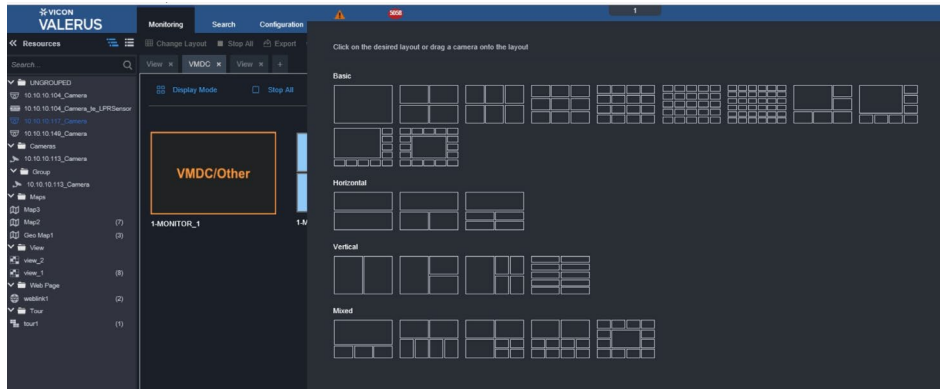 VICON
VALERUS
Monitoring Search Configuration
5058
1
Resources
Change Layout Stop All Export
Click on the desired layout or drag a camera onto the layout
Search...
View × VMDC × View × +
UNGROUPED
Display Mode Stop All
Basic
10.10.10.104_Camera
10.10.10.104_Camera_te_LPRSensor
10.10.10.117_Camera
10.10.10.149_Camera
Cameras
10.10.10.113_Camera
Group
VMDC/Other
10.10.10.113_Camera
Horizontal
Maps
Map3
Map2 (7)
1-MONITOR_1 1-M
Geo Map1 (3)
View
Vertical
view_2
view_1 (8)
Web Page
weblink1 (2)
Tour
Mixed
tour1 (1)